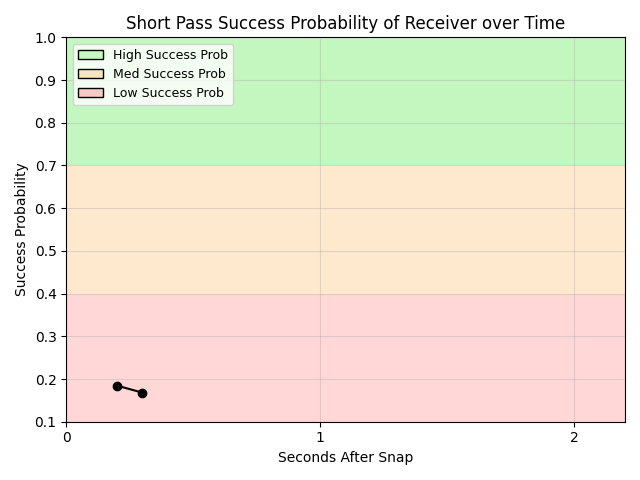 Short Pass Success Probability of Receiver over Time
1.0
0.9
0.8
0.7
0.6
0.5
0.4
0.3
0.2
0.1
Success Probability
High Success Prob
Med Success Prob
Low Success Prob
0 1 2
Seconds After Snap